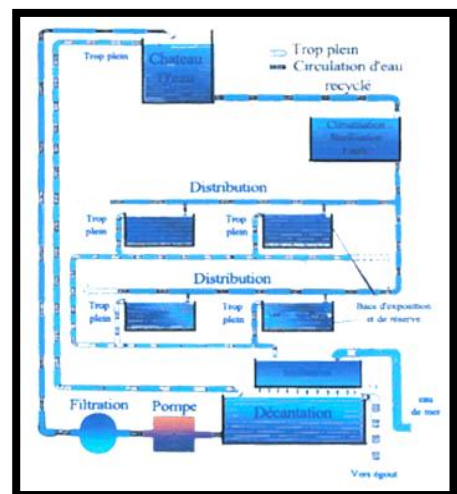 Trop plein
Circulation d'eau
recyclé
Trop plein
Chateau
D'eau
Climatisation
Distribution
Trop
plein
Trop
plein
Distribution
Trop
plein
Trop
plein
Bacs d'exposition
et de réserve
Filtration
Pompe
Décantation
eau
de mer
Vers égout